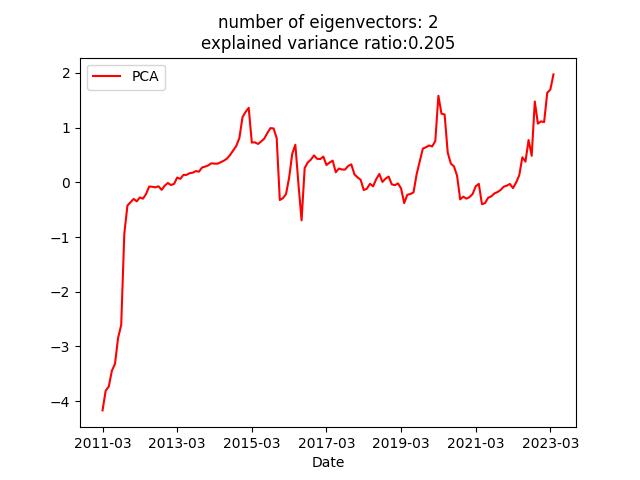 number of eigenvectors: 2
explained variance ratio:0.205
PCA
2
1
0
−1
−2
−3
−4
2011-03 2013-03 2015-03 2017-03 2019-03 2021-03 2023-03
Date